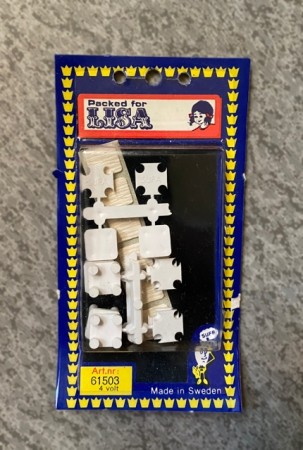 Packed for
LISA
Art.nr:
61503
4 volt
Made in Sweden